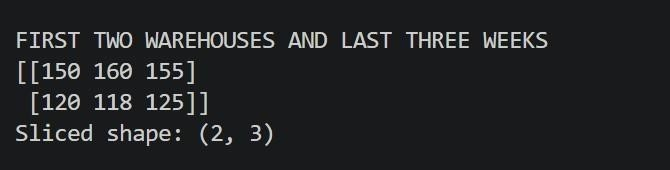 FIRST TWO WAREHOUSES AND LAST THREE WEEKS
[[150 160 155]
 [120 118 125]]
Sliced shape: (2, 3)